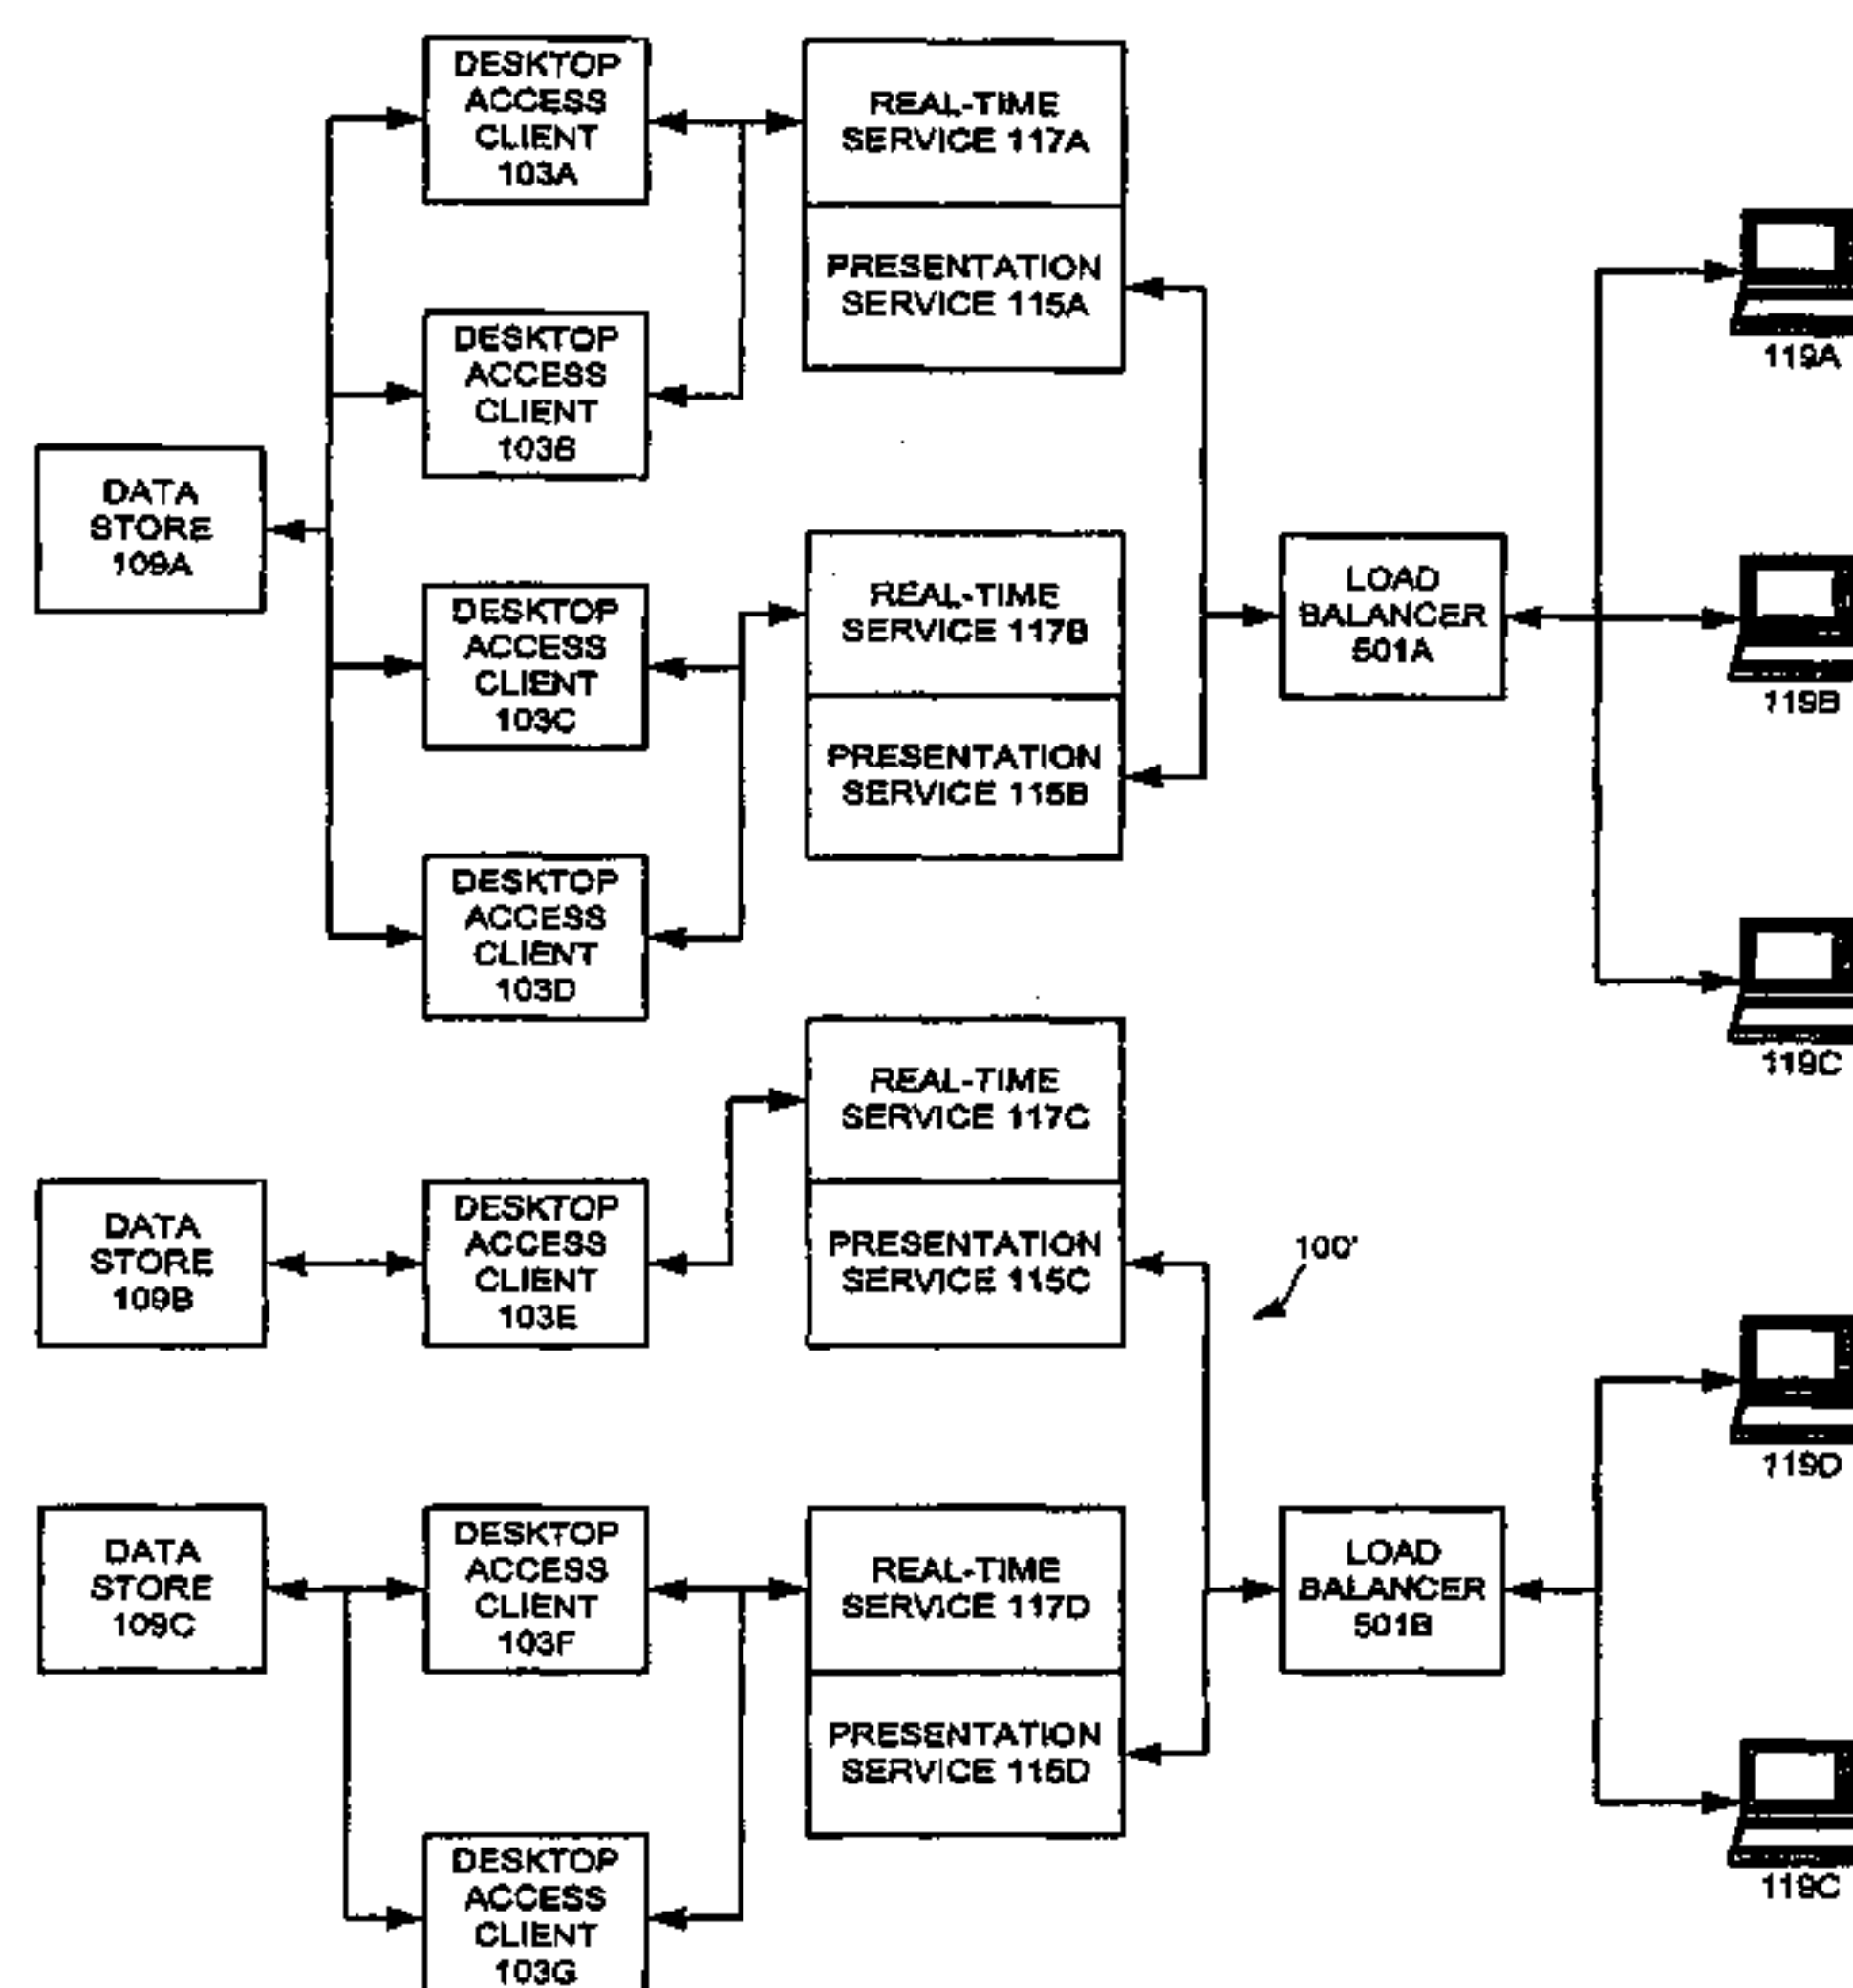 DESKTOP
ACCESS
CLIENT
103A
REAL-TIME
SERVICE 117A
PRESENTATION
SERVICE 115A
119A
DESKTOP
ACCESS
CLIENT
103B
DATA
STORE
109A
REAL-TIME
SERVICE 117B
LOAD
BALANCER
501A
119B
DESKTOP
ACCESS
CLIENT
103C
PRESENTATION
SERVICE 115B
DESKTOP
ACCESS
CLIENT
103D
119C
REAL-TIME
SERVICE 117C
DATA
STORE
109B
DESKTOP
ACCESS
CLIENT
103E
PRESENTATION
SERVICE 115C
100'
119D
DATA
STORE
109C
DESKTOP
ACCESS
CLIENT
103F
REAL-TIME
SERVICE 117D
LOAD
BALANCER
501B
PRESENTATION
SERVICE 115D
119C
DESKTOP
ACCESS
CLIENT
103G